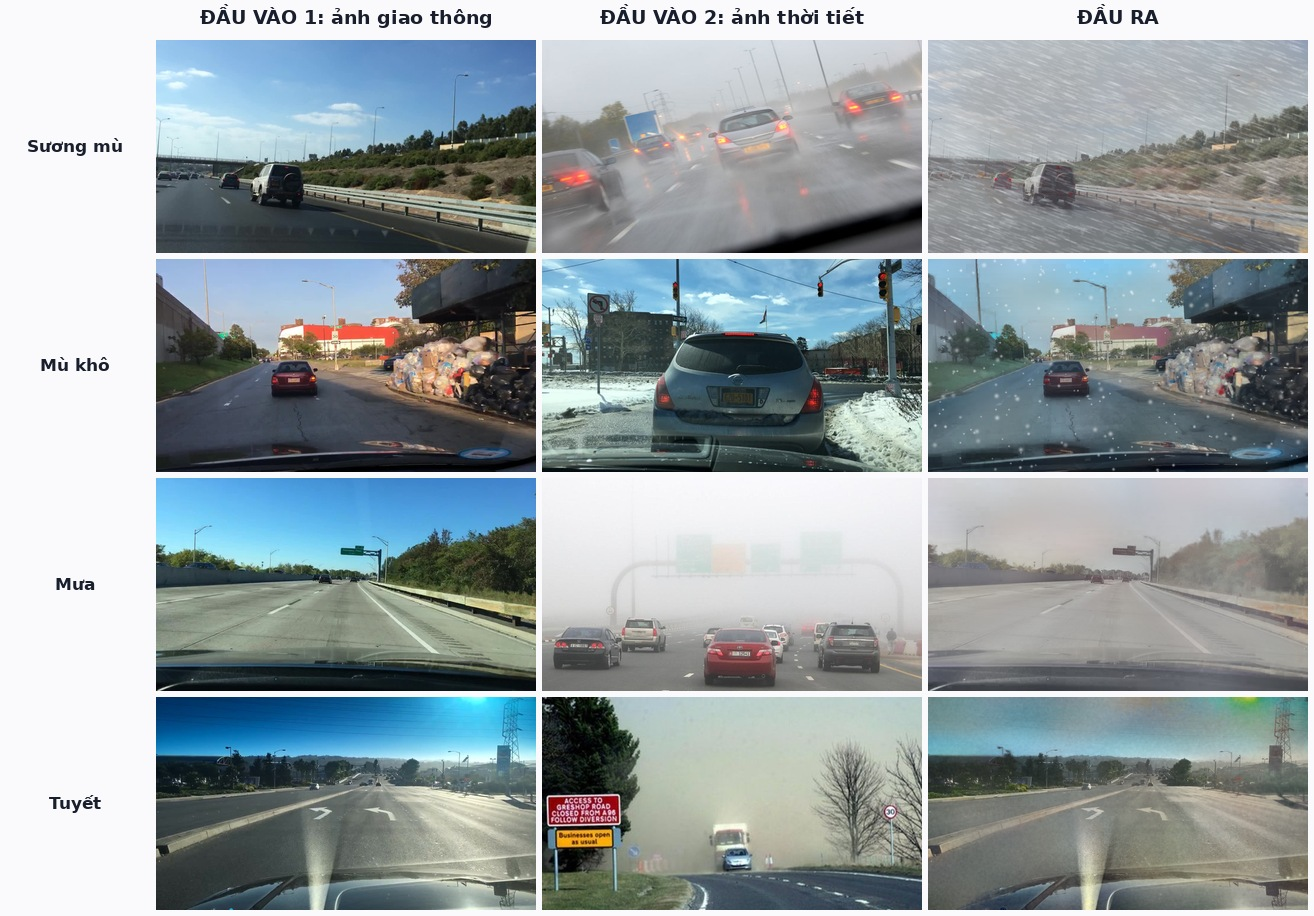 ĐẦU VÀO 1: ảnh giao thông
ĐẦU VÀO 2: ảnh thời tiết
ĐẦU RA
Sương mù
Mù khô
Mưa
Tuyết
ACCESS TO
GRESHOP ROAD
CLOSED FROM A96
FOLLOW DIVERSION
Businesses open
as usual
30